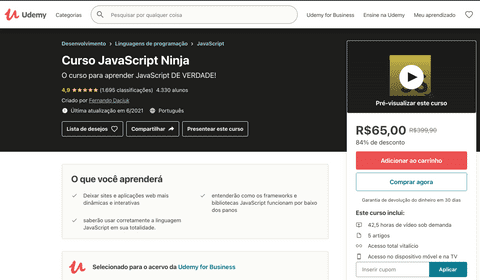 Udemy
Categorias
Pesquisar por qualquer coisa
Udemy for Business
Ensine na Udemy
Meu aprendizado
Desenvolvimento > Linguagens de programação > JavaScript
Curso JavaScript Ninja
O curso para aprender JavaScript DE VERDADE!
4,9 ★★★★★ (1.695 classificações) 4.330 alunos
Criado por Fernando Daciuk
Última atualização em 6/2021 Português
Lista de desejos
Compartilhar
Presentear este curso
Pré-visualizar este curso
R$65,00 R$399,90
84% de desconto
Adicionar ao carrinho
Comprar agora
Garantia de devolução do dinheiro em 30 dias
Este curso inclui:
42,5 horas de vídeo sob demanda
5 artigos
Acesso total vitalício
Acesso no dispositivo móvel e na TV
Inserir cupom
Aplicar
O que você aprenderá
Deixar sites e aplicações web mais
dinâmicas e interativas
entenderão como os frameworks e
bibliotecas JavaScript funcionam por baixo
dos panos
saberão usar corretamente a linguagem
JavaScript em sua totalidade.
Selecionado para o acervo da Udemy for Business